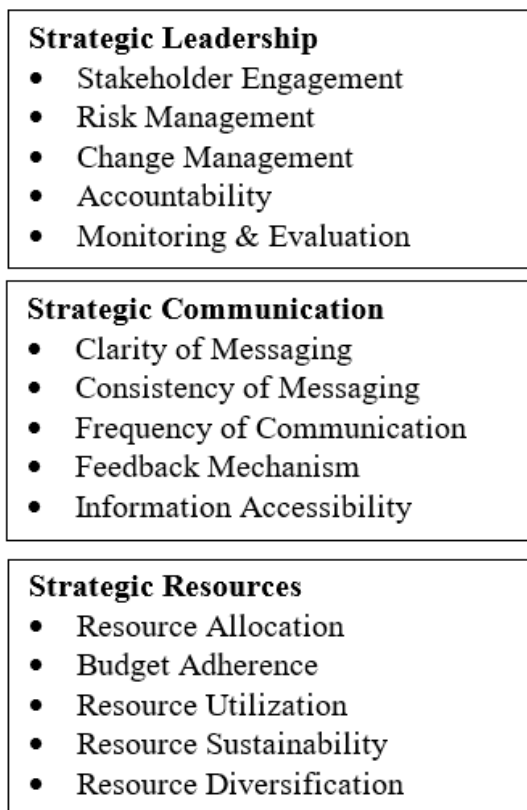 Strategic Leadership
• Stakeholder Engagement
• Risk Management
• Change Management
• Accountability
• Monitoring & Evaluation
Strategic Communication
• Clarity of Messaging
• Consistency of Messaging
• Frequency of Communication
• Feedback Mechanism
• Information Accessibility
Strategic Resources
• Resource Allocation
• Budget Adherence
• Resource Utilization
• Resource Sustainability
• Resource Diversification